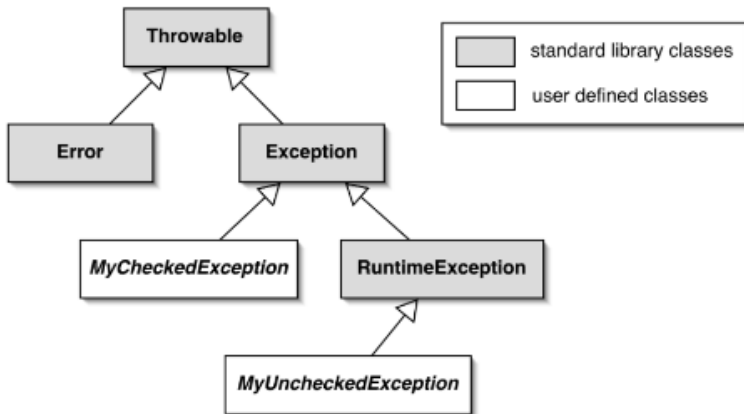 Throwable
standard library classes
user defined classes
Error
Exception
MyCheckedException
RuntimeException
MyUncheckedException